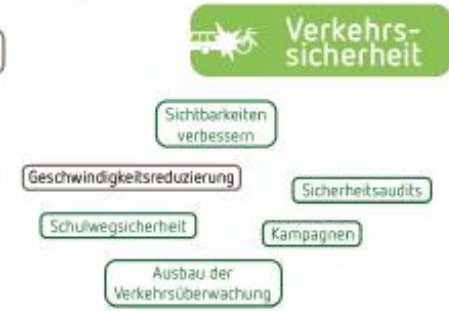 Verkehrs-
sicherheit
Sichtbarkeiten
verbessern
Geschwindigkeitsreduzierung
Sicherheitsaudits
Schulwegsicherheit
Kampagnen
Ausbau der
Verkehrsüberwachung